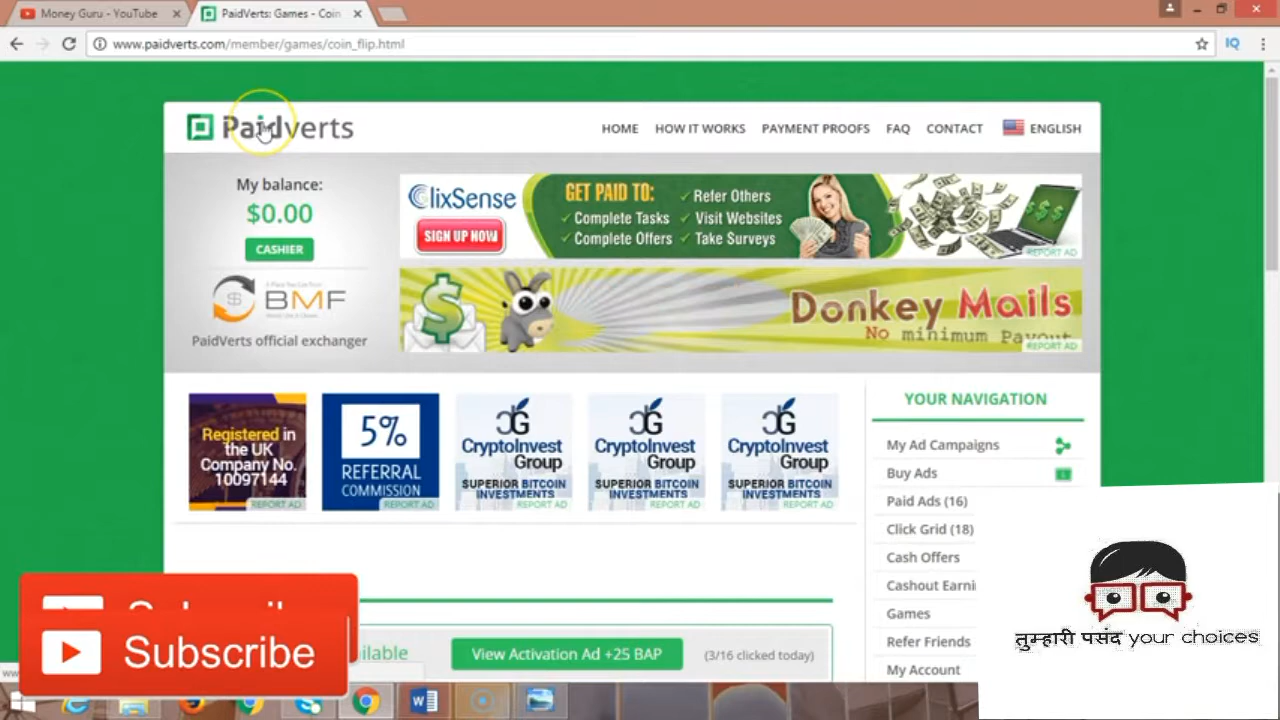 Money Guru - YouTube
PaidVerts: Games - Coin
www.paidverts.com/member/games/coin_flip.html
IQ
Paidverts
HOME HOW IT WORKS PAYMENT PROOFS FAQ CONTACT ENGLISH
My balance:
$0.00
CASHIER
BMF
PaidVerts official exchanger
ClixSense
SIGN UP NOW
GET PAID TO:
✓ Refer Others
✓ Complete Tasks ✓ Visit Websites
✓ Complete Offers ✓ Take Surveys
REPORT AD
Donkey Mails
No minimum Payout
REPORT AD
Registered in
the UK
Company No.
10097144
REPORT AD
5%
REFERRAL
COMMISSION
REPORT AD
CryptoInvest
Group
SUPERIOR BITCOIN
INVESTMENTS
REPORT AD
CryptoInvest
Group
SUPERIOR BITCOIN
INVESTMENTS
REPORT AD
CryptoInvest
Group
SUPERIOR BITCOIN
INVESTMENTS
REPORT AD
YOUR NAVIGATION
My Ad Campaigns
Buy Ads
Paid Ads (16)
Click Grid (18)
Cash Offers
Cashout Earni
Games
Refer Friends
My Account
View Activation Ad +25 BAP
(3/16 clicked today)
Subscribe
तुम्हारी पसंद your choices